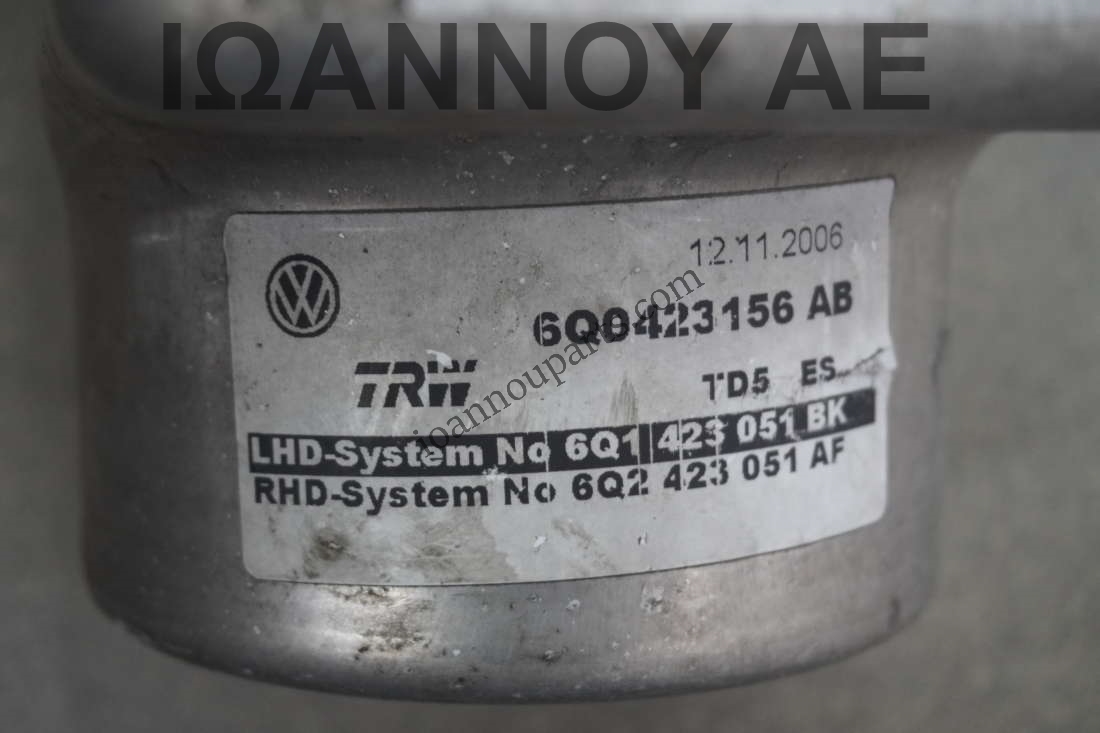 ΙΩΑΝΝΟΥ ΑΕ
12.11.2006
6Q0423156 AB
TRW
TD5 ES
LHD-System No 6Q1 423 051 BK
RHD-System No 6Q2 423 051 AF
ioannouparts.com